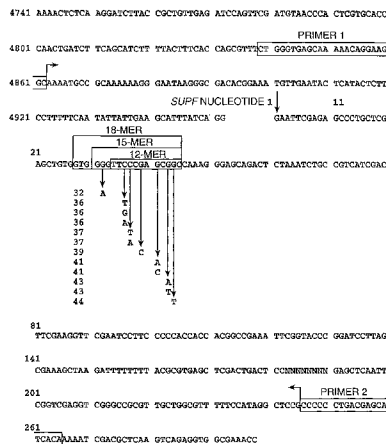 4741 AAAACTCTCA AGGATCTTAC CGCTGTTGAG ATCCAGTTCG ATGTAACCCA CTCGTGCACC
PRIMER 1
4801 CAACTGATCT TCAGCATCTT TTACTTTCAC CAGCGTTTCT GGGTGAGCAA AAACAGGAAG
4861 GCAAAATGCC GCAAAAAAGG GAATAAGGGC GACACGGAAA TGTTGAATAC TCATACTCTT
SUPF NUCLEOTIDE 1 11
4921 CCTTTTTCAA TATTATTGAA GCATTTATCA GG GAATTCGAGA GCCCTGCTCG
18-MER
21 15-MER
12-MER
AGCTGTGGTG GGGTTCCCGA GCGGCCAAAG GGAGCAGACT CTAAATCTGC CGTCATCGAC
32 A
36 T
36 G
36 A
37 T
37 A
39 C
41 A
41 C
43 A
43 T
44 T
81
TTCGAAGGTT CGAATCCTTC CCCCACCACC ACGGCCGAAA TTCGGTACCC GGATCCTTAG
141
CGAAAGCTAA GATTTTTTTT ACGCGTGAGC TCGACTGACT CCNNNNNNNN GAGCTCAATT
201 PRIMER 2
CGGTCGAGGT CGGGCCGCGT TGCTGGCGTT TTTCCATAGG CTCCGCCCCC CTGACGAGCA
261
TCACAAAAAT CGACGCTCAA GTCAGAGGTG GCGAAACC